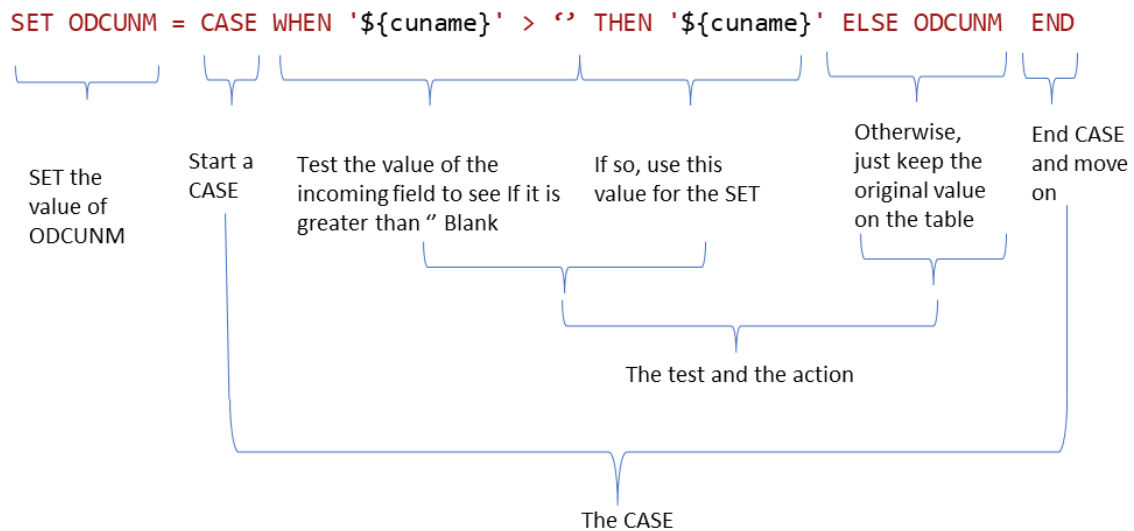 SET ODCUNM = CASE WHEN '${cuname}' > ‘’ THEN '${cuname}' ELSE ODCUNM END
SET the
value of
ODCUNM
Start a
CASE
Test the value of the
incoming field to see If it is
greater than ‘’ Blank
If so, use this
value for the SET
Otherwise,
just keep the
original value
on the table
End CASE
and move
on
The test and the action
The CASE